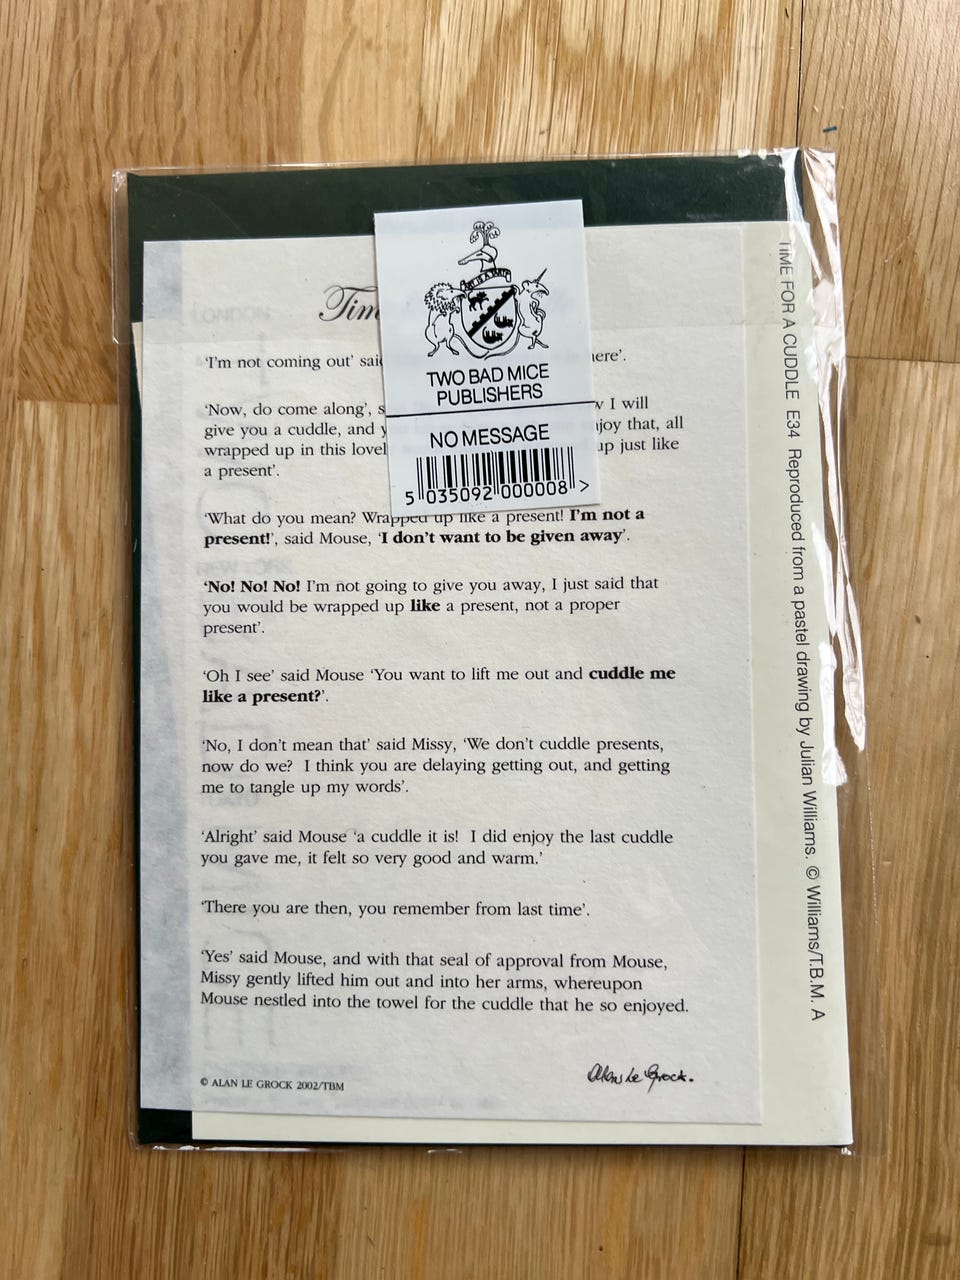 Tim
'I'm not coming out' said here'.
'Now, do come along', I will
give you a cuddle, and that, all
wrapped up in this up just like
a present'.
'What do you mean? Wrapped up like a present! I'm not a
present!', said Mouse, 'I don't want to be given away'.
'No! No! No! I'm not going to give you away, I just said that
you would be wrapped up like a present, not a proper
present'.
'Oh I see' said Mouse 'You want to lift me out and cuddle me
like a present?'.
'No, I don't mean that' said Missy, 'We don't cuddle presents,
now do we? I think you are delaying getting out, and getting
me to tangle up my words'.
'Alright' said Mouse 'a cuddle it is! I did enjoy the last cuddle
you gave me, it felt so very good and warm.'
'There you are then, you remember from last time'.
'Yes' said Mouse, and with that seal of approval from Mouse,
Missy gently lifted him out and into her arms, whereupon
Mouse nestled into the towel for the cuddle that he so enjoyed.
© ALAN LE GROCK 2002/TBM
Alan Le Grock.
TWO BAD MICE
PUBLISHERS
NO MESSAGE
5 035092 000008 >
TIME FOR A CUDDLE E34 Reproduced from a pastel drawing by Julian Williams. © Williams/T.B.M. A